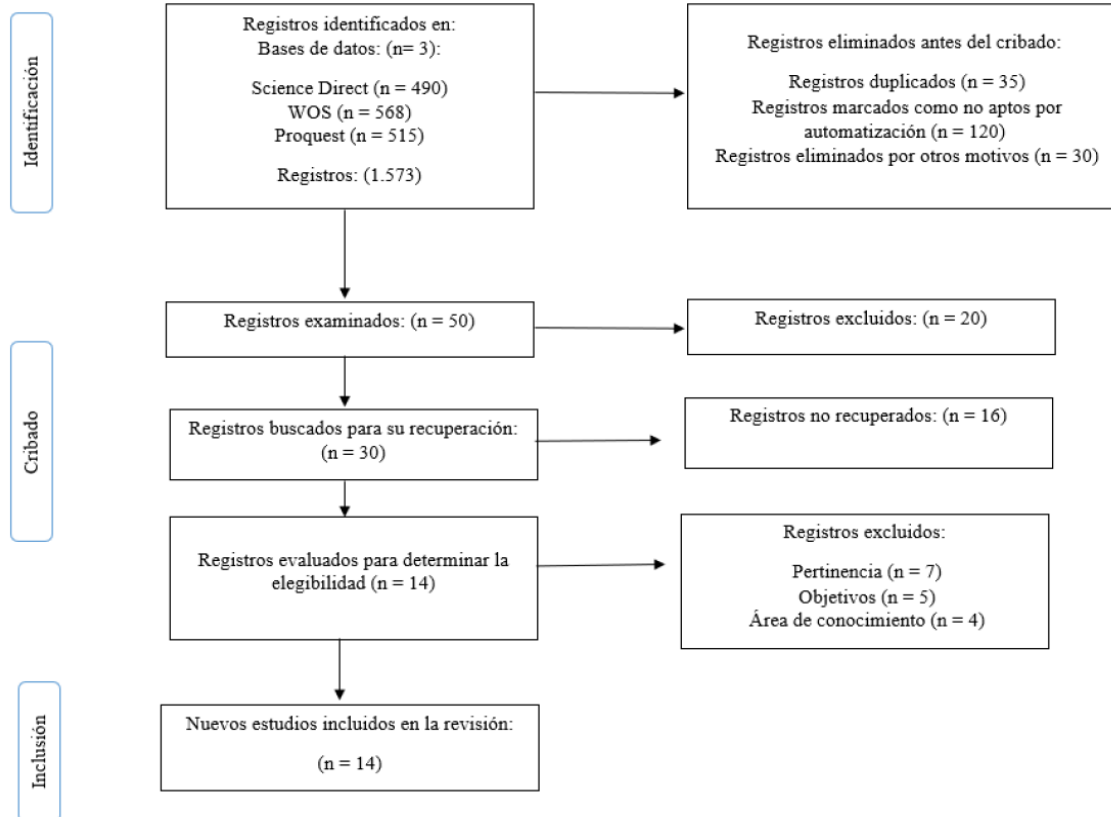 Identificación
Registros identificados en:
Bases de datos: (n= 3):
Science Direct (n = 490)
WOS (n = 568)
Proquest (n = 515)
Registros: (1.573)
Registros eliminados antes del cribado:
Registros duplicados (n = 35)
Registros marcados como no aptos por
automatización (n = 120)
Registros eliminados por otros motivos (n = 30)
Cribado
Registros examinados: (n = 50)
Registros excluidos: (n = 20)
Registros buscados para su recuperación:
(n = 30)
Registros no recuperados: (n = 16)
Registros evaluados para determinar la
elegibilidad (n = 14)
Registros excluidos:
Pertinencia (n = 7)
Objetivos (n = 5)
Área de conocimiento (n = 4)
Inclusión
Nuevos estudios incluidos en la revisión:
(n = 14)